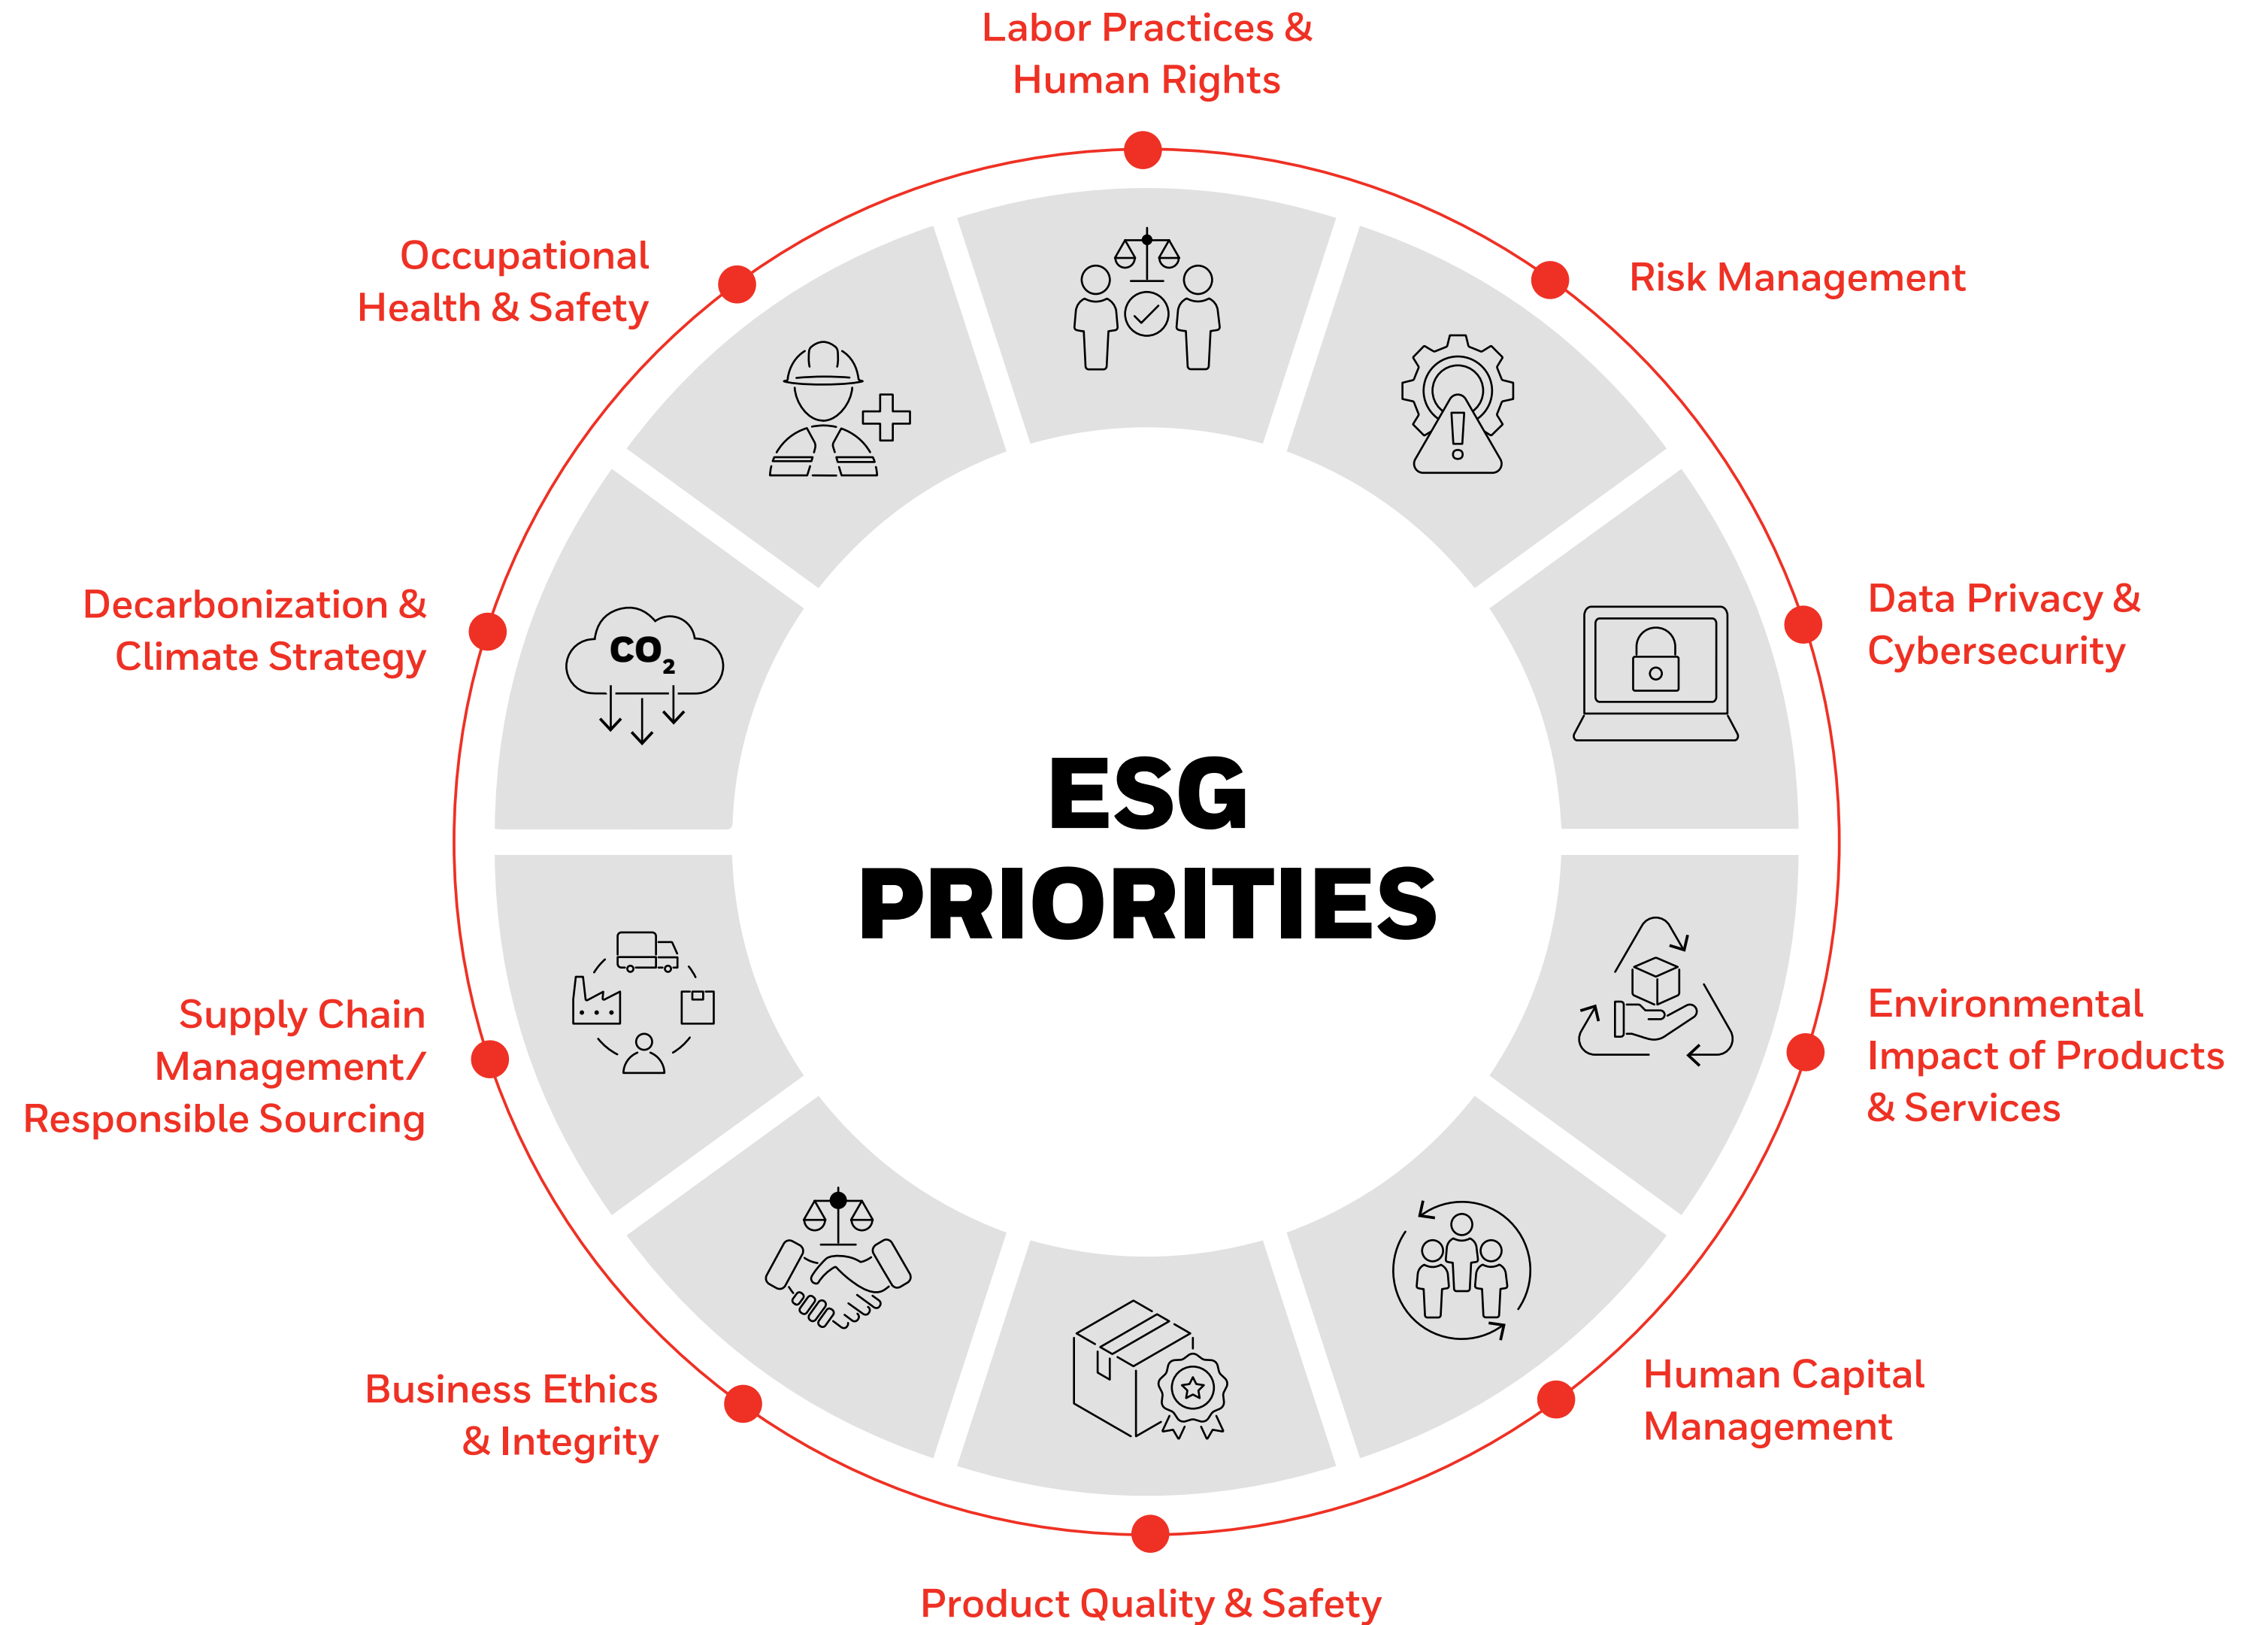 Labor Practices &
Human Rights
Risk Management
Data Privacy &
Cybersecurity
Environmental
Impact of Products
& Services
Human Capital
Management
Product Quality & Safety
Business Ethics
& Integrity
Supply Chain
Management/
Responsible Sourcing
Decarbonization &
Climate Strategy
Occupational
Health & Safety
CO₂
ESG
PRIORITIES